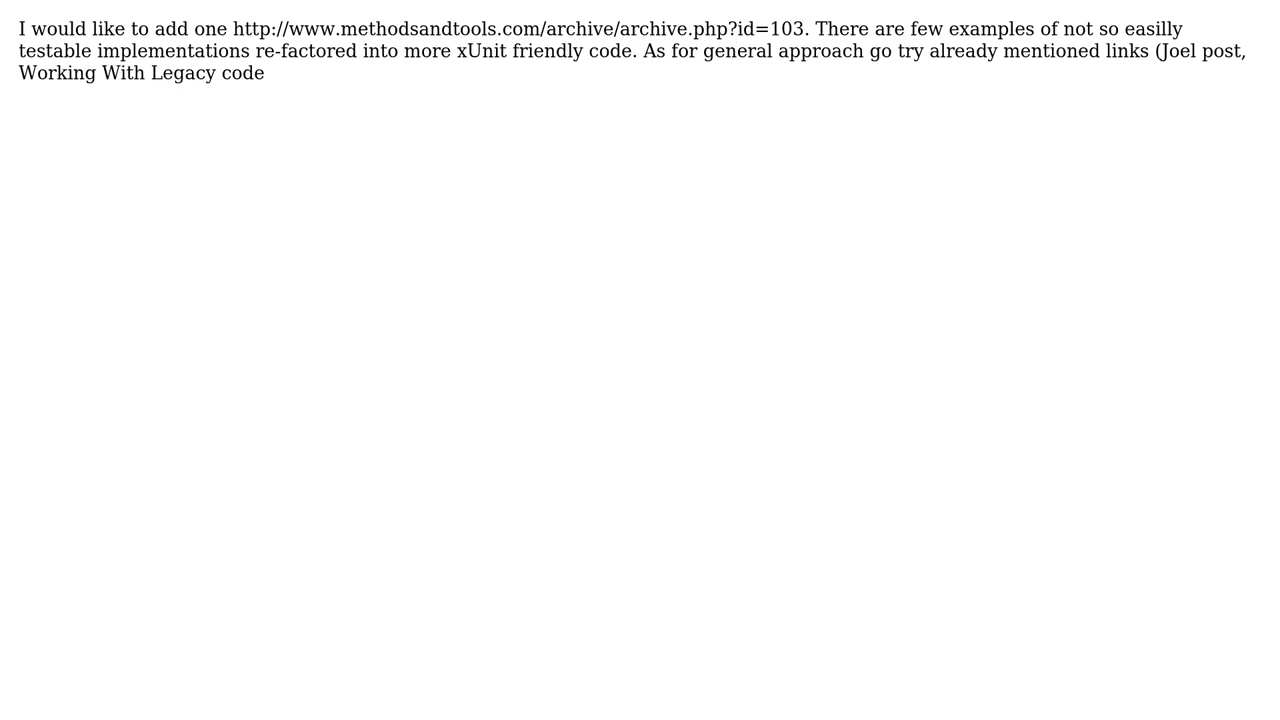 I would like to add one http://www.methodsandtools.com/archive/archive.php?id=103. There are few examples of not so easilly
testable implementations re-factored into more xUnit friendly code. As for general approach go try already mentioned links (Joel post,
Working With Legacy code